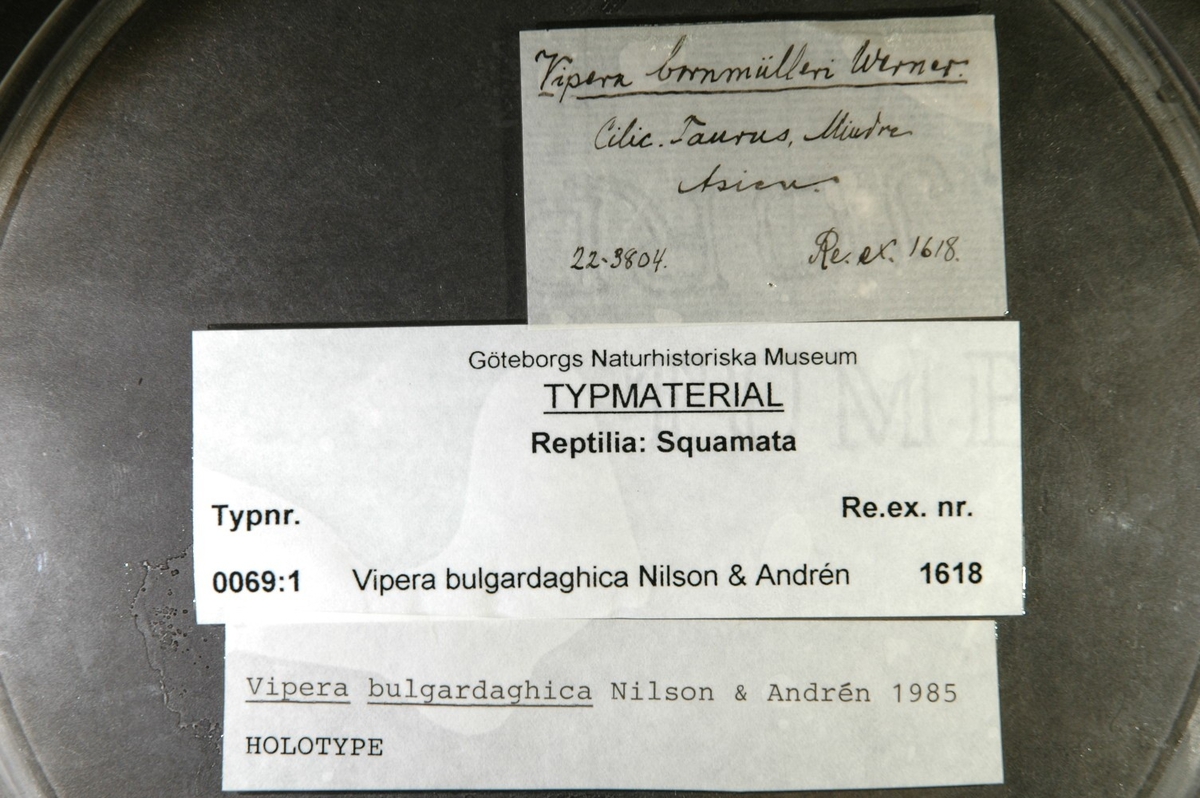 Vipera bornmülleri Werner.
Cilic. Taurus, Mindre
Asien.
22-3804. Re. ex. 1618.
Göteborgs Naturhistoriska Museum
TYPMATERIAL
Reptilia: Squamata
Typnr. Re.ex. nr.
0069:1 Vipera bulgardaghica Nilson & Andrén 1618
Vipera bulgardaghica Nilson & Andrén 1985
HOLOTYPE